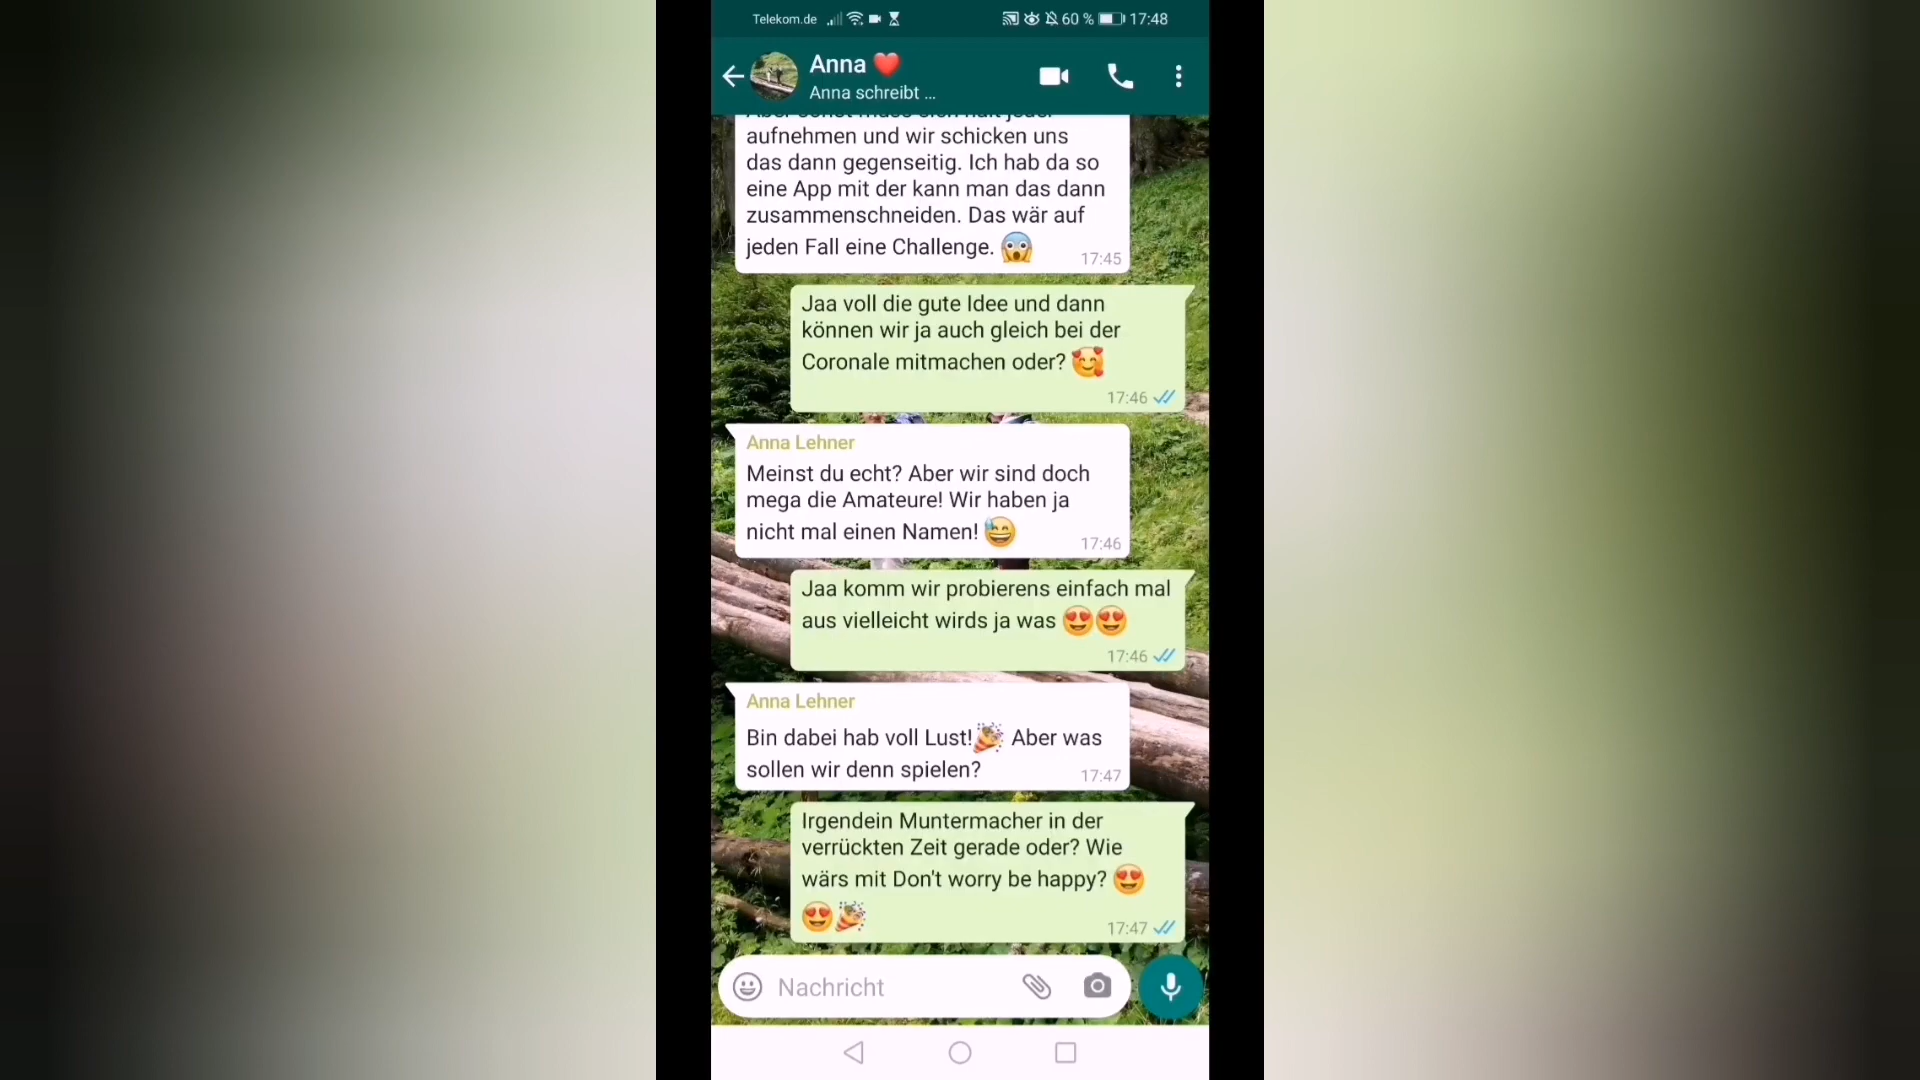 Telekom.de 60 % 17:48
Anna ❤️
Anna schreibt ...
aufnehmen und wir schicken uns
das dann gegenseitig. Ich hab da so
eine App mit der kann man das dann
zusammenschneiden. Das wär auf
jeden Fall eine Challenge. 😱
17:45
Jaa voll die gute Idee und dann
können wir ja auch gleich bei der
Coronale mitmachen oder? 🥰
17:46
Anna Lehner
Meinst du echt? Aber wir sind doch
mega die Amateure! Wir haben ja
nicht mal einen Namen! 😅
17:46
Jaa komm wir probierens einfach mal
aus vielleicht wirds ja was 😍😍
17:46
Anna Lehner
Bin dabei hab voll Lust!🎉 Aber was
sollen wir denn spielen?
17:47
Irgendein Muntermacher in der
verrückten Zeit gerade oder? Wie
wärs mit Don't worry be happy? 😍
😍🎉
17:47
Nachricht